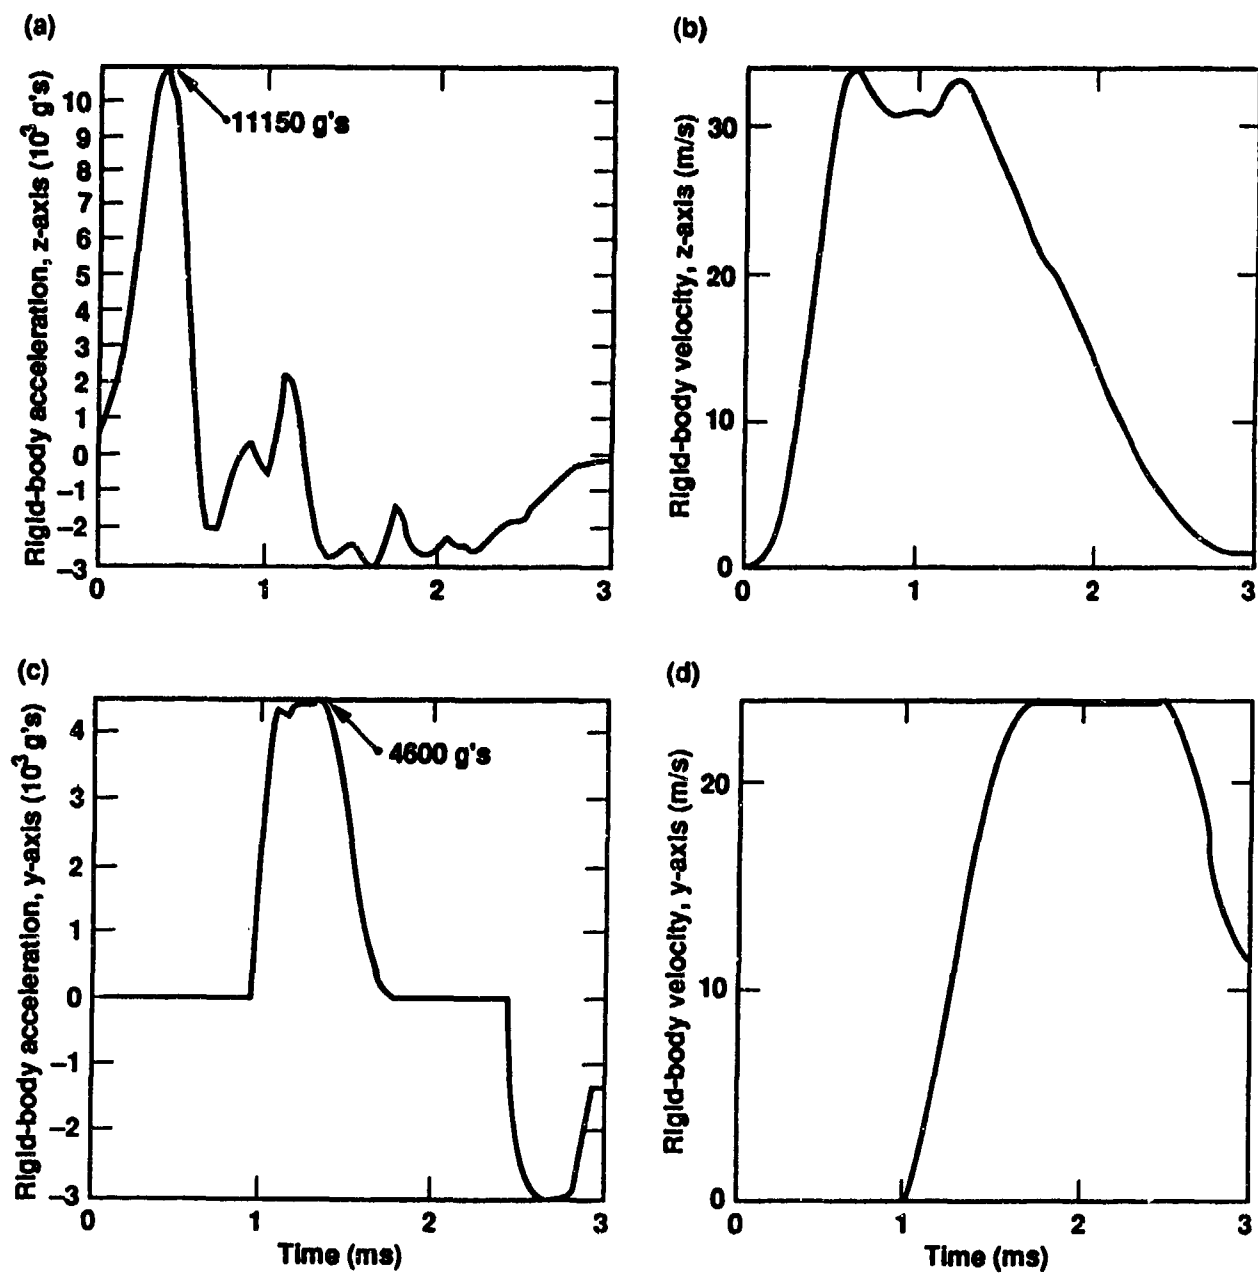 (a)
Rigid-body acceleration, z-axis (10³ g's)
10
9
8
7
6
5
4
3
2
1
0
−1
−2
−3
11150 g's
0 1 2 3
(b)
Rigid-body velocity, z-axis (m/s)
30
20
10
0
0 1 2 3
(c)
Rigid-body acceleration, y-axis (10³ g's)
4
3
2
1
0
−1
−2
−3
4600 g's
0 1 2 3
Time (ms)
(d)
Rigid-body velocity, y-axis (m/s)
20
10
0
0 1 2 3
Time (ms)